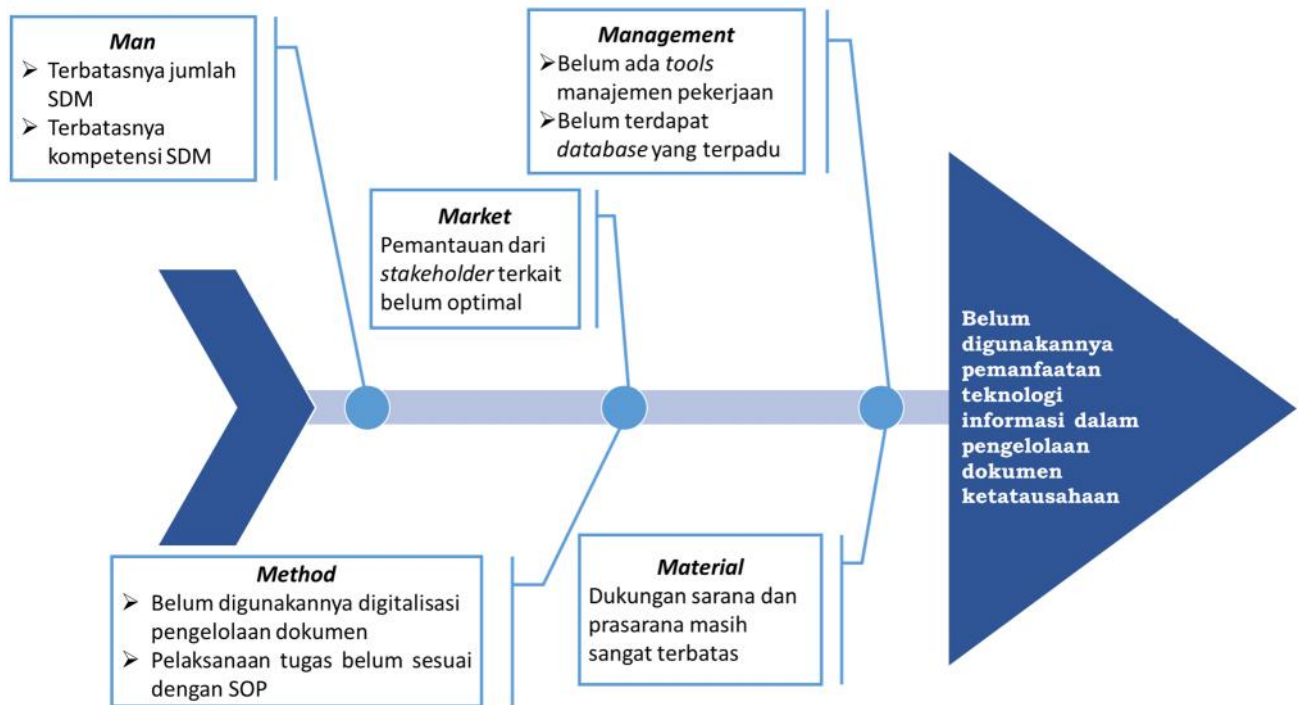 Man
➢ Terbatasnya jumlah
SDM
➢ Terbatasnya
kompetensi SDM
Management
➢Belum ada tools
manajemen pekerjaan
➢Belum terdapat
database yang terpadu
Market
Pemantauan dari
stakeholder terkait
belum optimal
Belum
digunakannya
pemanfaatan
teknologi
informasi dalam
pengelolaan
dokumen
ketatausahaan
Method
➢ Belum digunakannya digitalisasi
pengelolaan dokumen
➢ Pelaksanaan tugas belum sesuai
dengan SOP
Material
Dukungan sarana dan
prasarana masih
sangat terbatas